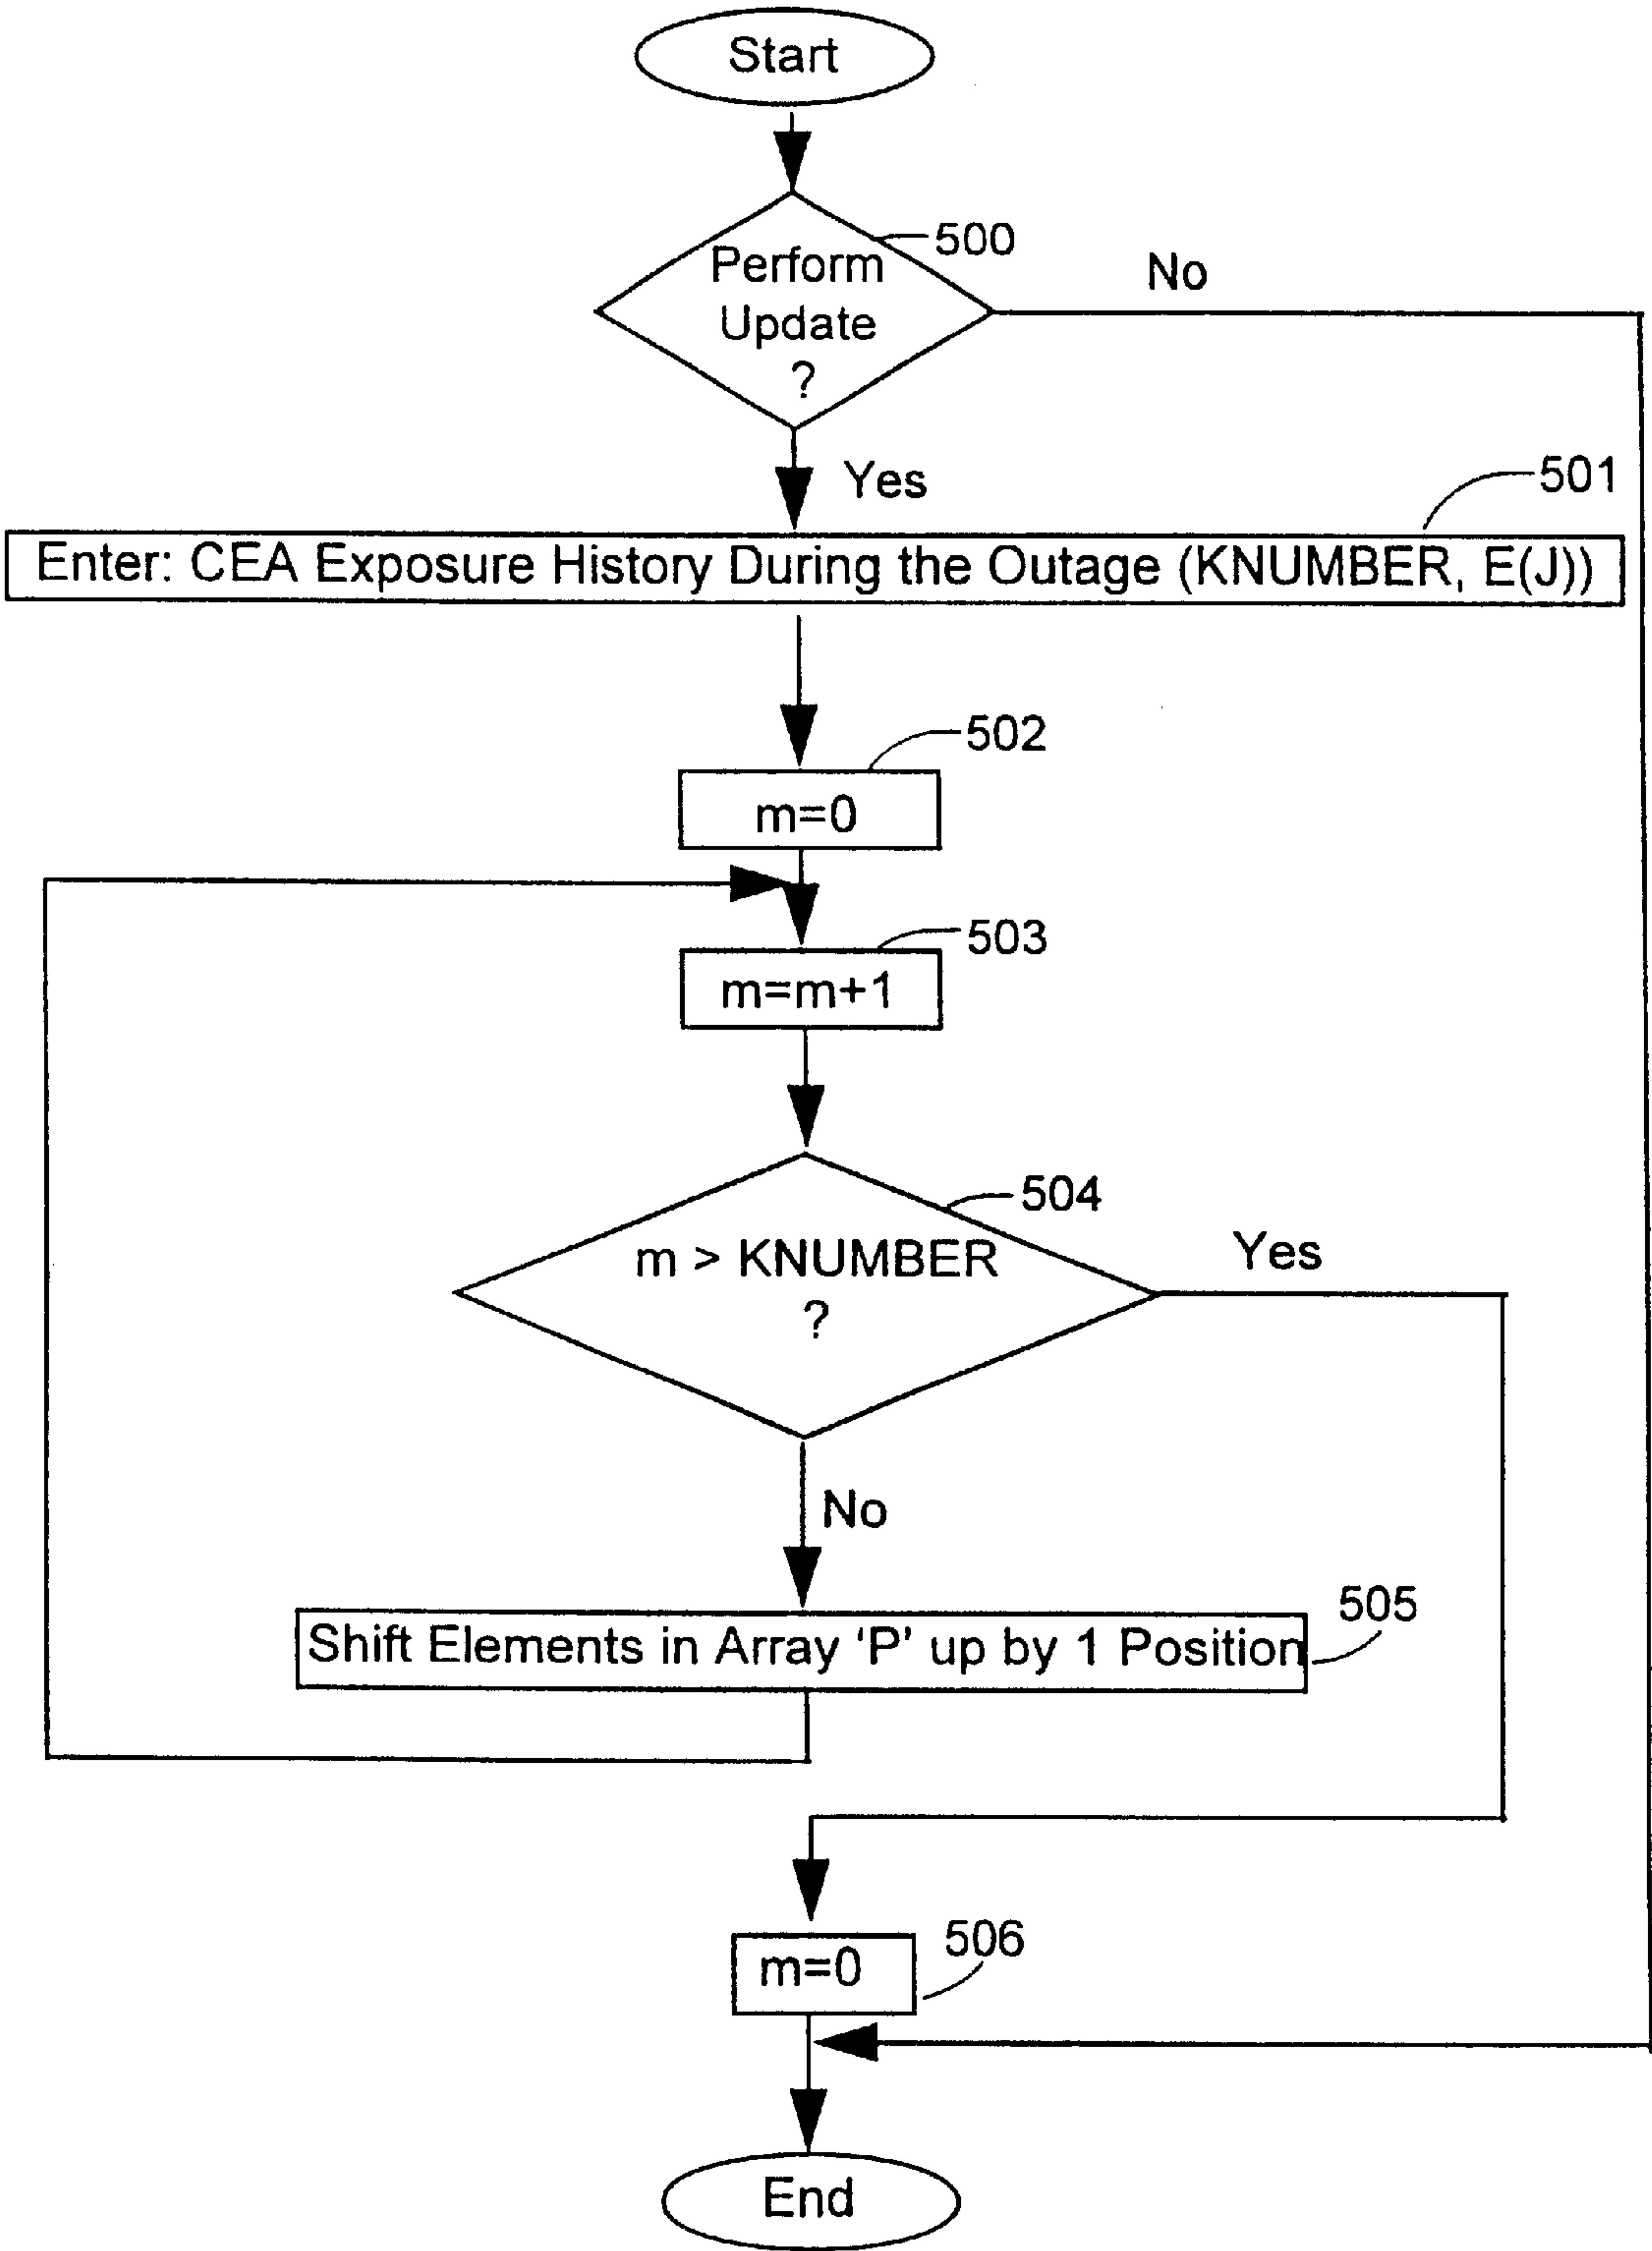 Start
500
Perform
Update
?
No
Yes
501
Enter: CEA Exposure History During the Outage (KNUMBER, E(J))
502
m=0
503
m=m+1
504
m > KNUMBER
?
Yes
No
505
Shift Elements in Array ‘P’ up by 1 Position
506
m=0
End